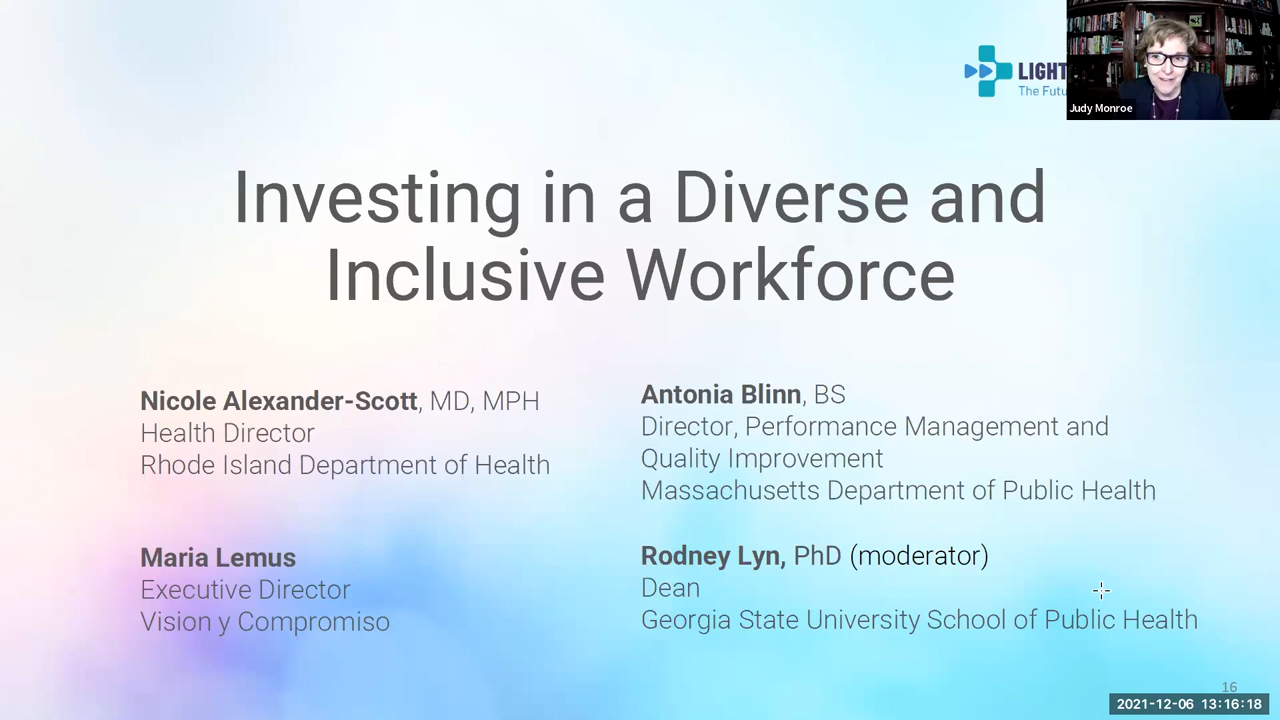 LIGHT
The Futu
Judy Monroe
Investing in a Diverse and
Inclusive Workforce
Nicole Alexander-Scott, MD, MPH
Health Director
Rhode Island Department of Health
Antonia Blinn, BS
Director, Performance Management and
Quality Improvement
Massachusetts Department of Public Health
Maria Lemus
Executive Director
Vision y Compromiso
Rodney Lyn, PhD (moderator)
Dean
Georgia State University School of Public Health
16
2021-12-06 13:16:18